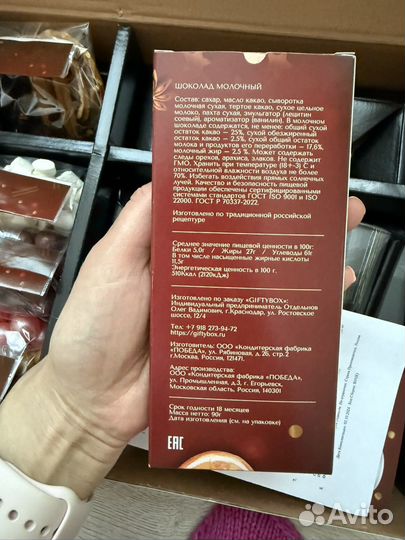 ШОКОЛАД МОЛОЧНЫЙ
Состав: сахар, масло какао, сыворотка
молочная сухая, тертое какао, сухое цельное
молоко, пахта сухая, эмульгатор (лецитин
соевый), ароматизатор (ванилин). В молочном
шоколаде содержатся, не менее: общий сухой
остаток какао — 25%, сухой обезжиренный
остаток какао — 2,5%, сухой общий остаток
молока и продуктов его переработки — 17,6%,
молочный жир — 2,5 %. Может содержать
следы орехов, арахиса, злаков. Не содержит
ГМО. Хранить при температуре (18+-3) С и
относительной влажности воздуха не более
70%. Избегать воздействия прямых солнечных
лучей. Качество и безопасность пищевой
продукции обеспечены сертифицированными
системами стандартов ГОСТ ISO 9001 и ISO
22000. ГОСТ Р 70337-2022.
Изготовлено по традиционной российской
рецептуре
Среднее значение пищевой ценности в 100г:
Белки 5,0г / Жиры 27г / Углеводы 61г
В том числе насыщенные жирные кислоты
11,5г
Энергетическая ценность в 100 г.
510Ккал (2120кДж)
Изготовлено по заказу «GIFTYBOX»:
Индивидуальный предприниматель Отдельнов
Олег Вадимович, г.Краснодар, ул. Ростовское
шоссе, 12/4
Тел: +7 918 273-94-72
https://giftybox.ru
Изготовитель: ООО «Кондитерская фабрика
«ПОБЕДА», ул. Рябиновая, д. 26, стр. 2
г.Москва, Россия, 121471.
Адрес производства:
ООО «Кондитерская фабрика «ПОБЕДА»,
ул. Промышленная, д.3, г. Егорьевск,
Московская область, Россия, 140301
Срок годности 18 месяцев
Масса нетто: 90г
Дата изготовления (см. на упаковке)
EAC
Avito